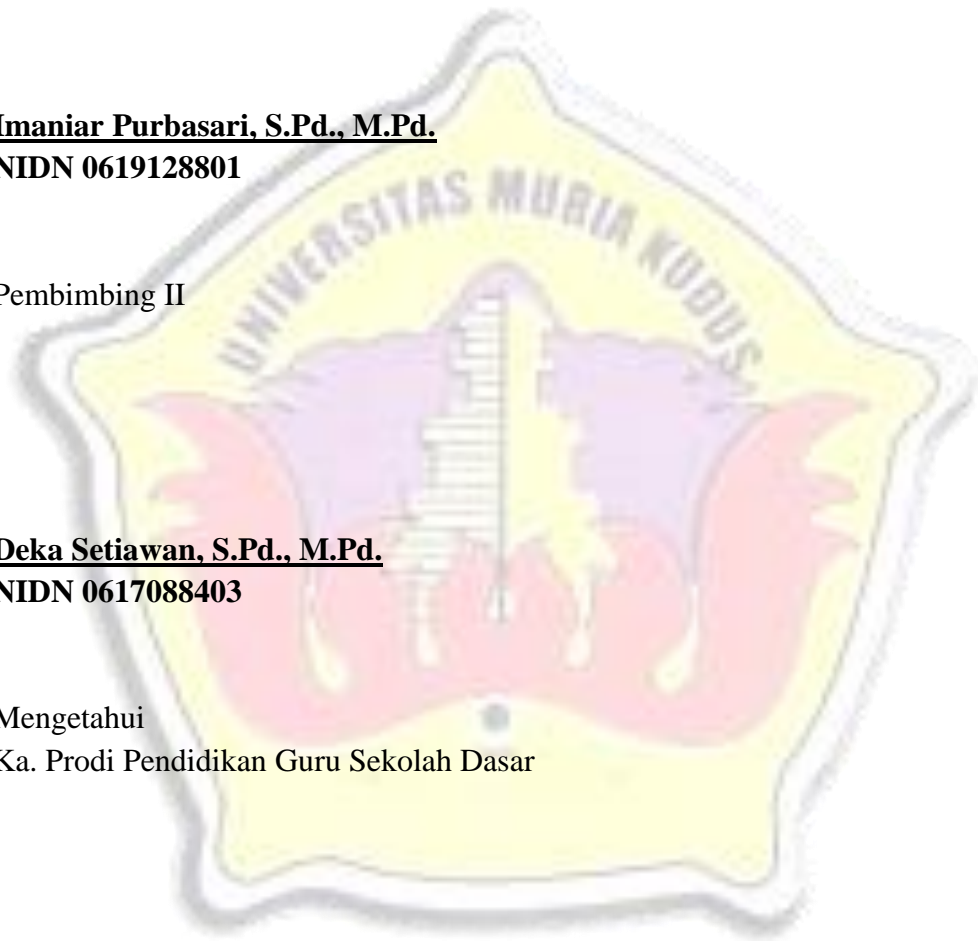 Imaniar Purbasari, S.Pd., M.Pd.
NIDN 0619128801
UNIVERSITAS MURIA KUDUS
Pembimbing II
Deka Setiawan, S.Pd., M.Pd.
NIDN 0617088403
Mengetahui
Ka. Prodi Pendidikan Guru Sekolah Dasar